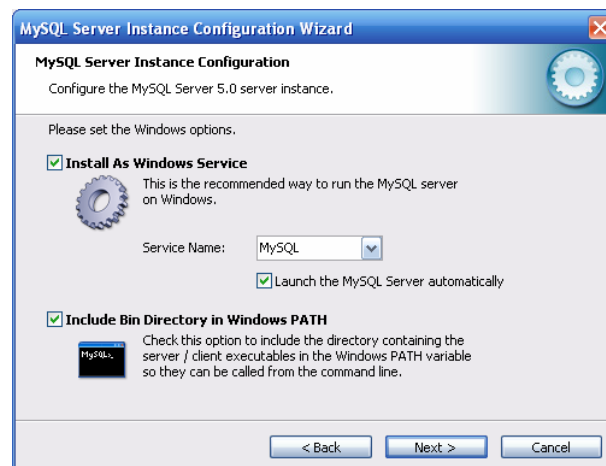 MySQL Server Instance Configuration Wizard
MySQL Server Instance Configuration
Configure the MySQL Server 5.0 server instance.
Please set the Windows options.
Install As Windows Service
This is the recommended way to run the MySQL server
on Windows.
Service Name:
MySQL
Launch the MySQL Server automatically
Include Bin Directory in Windows PATH
MySQL>_
Check this option to include the directory containing the
server / client executables in the Windows PATH variable
so they can be called from the command line.
< Back
Next >
Cancel